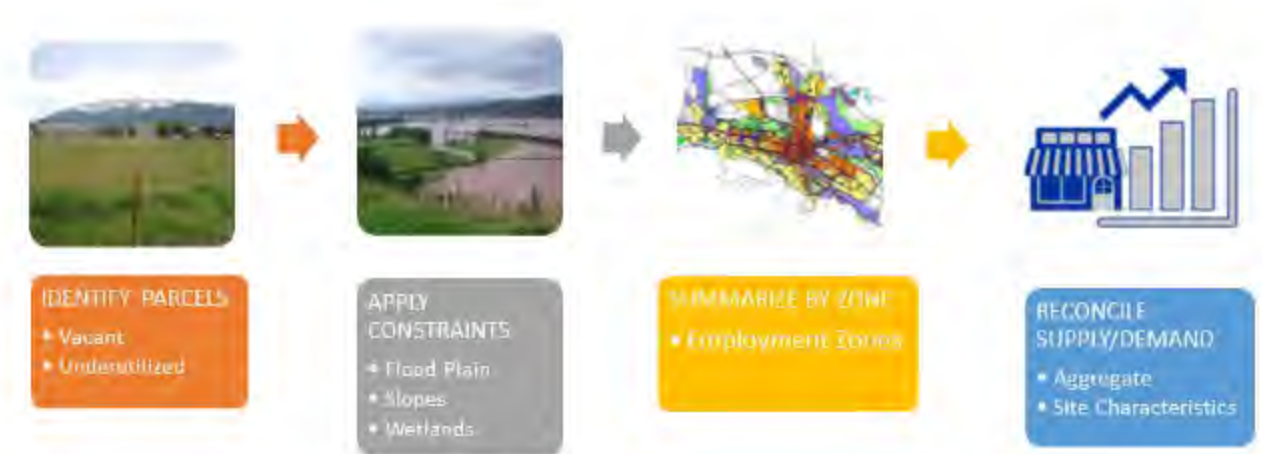 IDENTIFY PARCELS
• Vacant
• Underutilized
APPLY
CONSTRAINTS
• Flood Plain
• Slopes
• Wetlands
SUMMARIZE BY ZONE
• Employment Zones
RECONCILE
SUPPLY/DEMAND
• Aggregate
• Site Characteristics